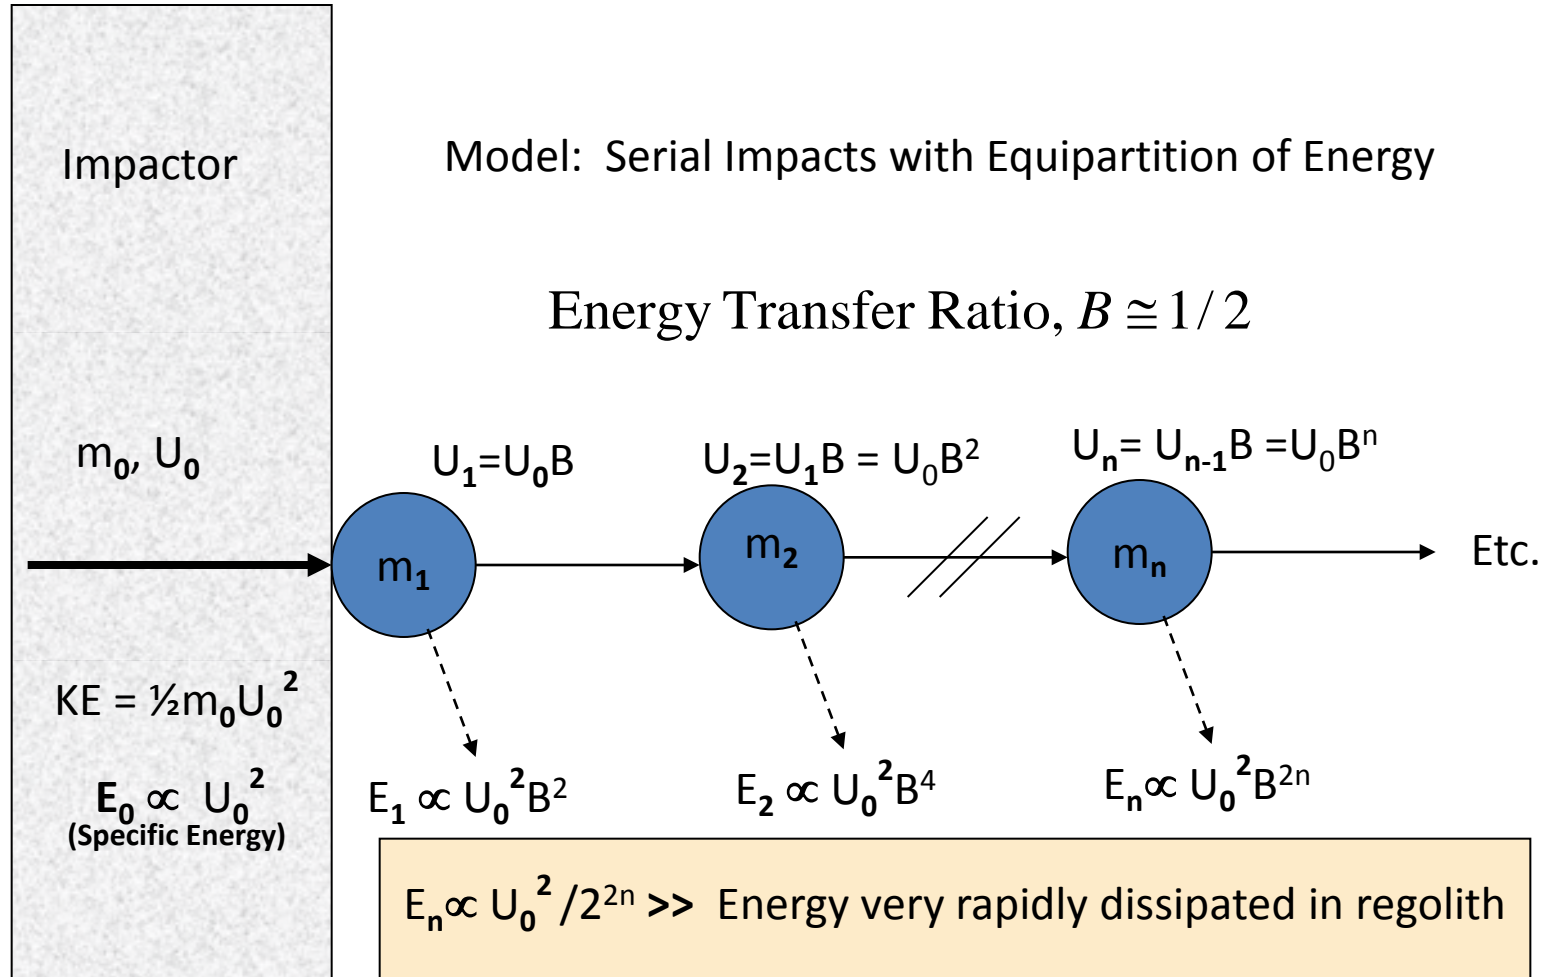 Impactor
Model: Serial Impacts with Equipartition of Energy
Energy Transfer Ratio, B ≅ 1/2
m₀, U₀
U₁=U₀B
U₂=U₁B = U₀B²
Uₙ= Uₙ₋₁B =U₀Bⁿ
m₁
m₂
mₙ
Etc.
KE = ½m₀U₀²
E₀ ∝ U₀²
(Specific Energy)
E₁ ∝ U₀²B²
E₂ ∝ U₀²B⁴
Eₙ∝ U₀²B²ⁿ
Eₙ∝ U₀²/2²ⁿ >> Energy very rapidly dissipated in regolith